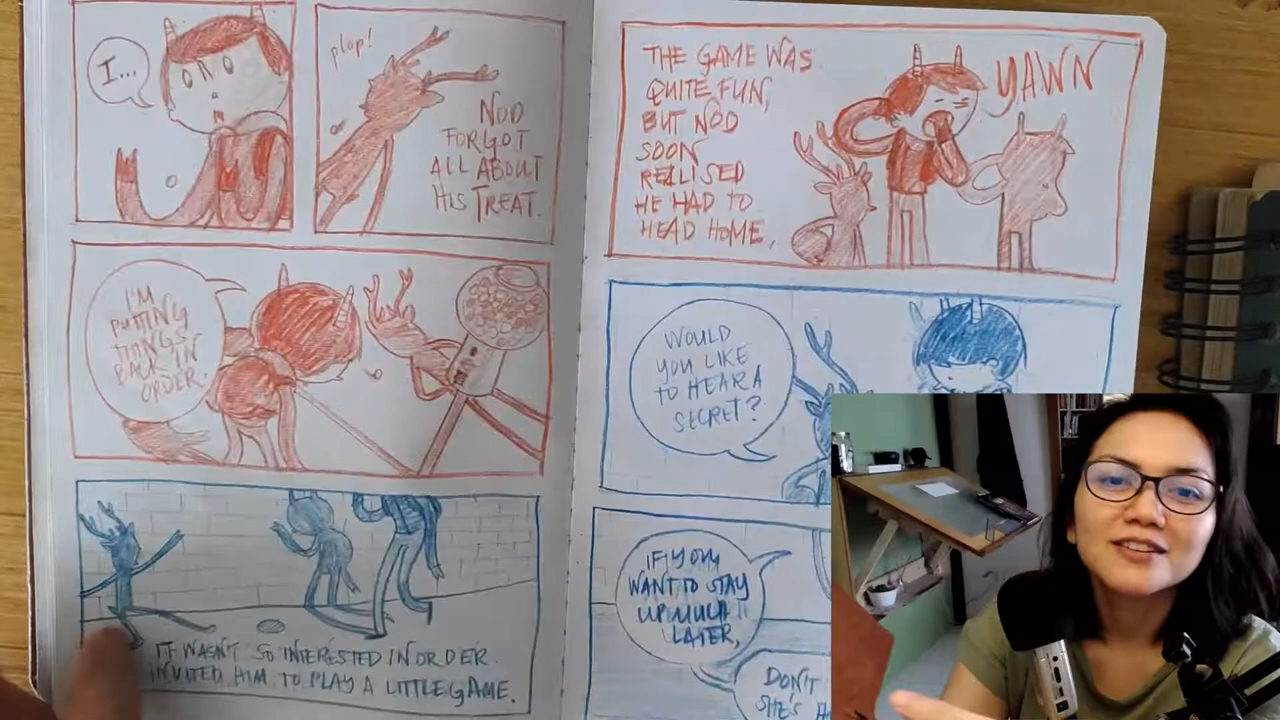 I...
plop!
NOD
FORGOT
ALL ABOUT
HIS TREAT.
I'M
PUTTING
THINGS
BACK IN
ORDER.
IT WASN'T SO INTERESTED IN ORDER
INVITED HIM TO PLAY A LITTLE GAME.
THE GAME WAS
QUITE FUN,
BUT NOD
SOON
REALISED
HE HAD TO
HEAD HOME.
YAWN
WOULD
YOU LIKE
TO HEAR A
SECRET?
IF YOU
WANT TO STAY
UP MUCH
LATER,
DON'T
SHE'S